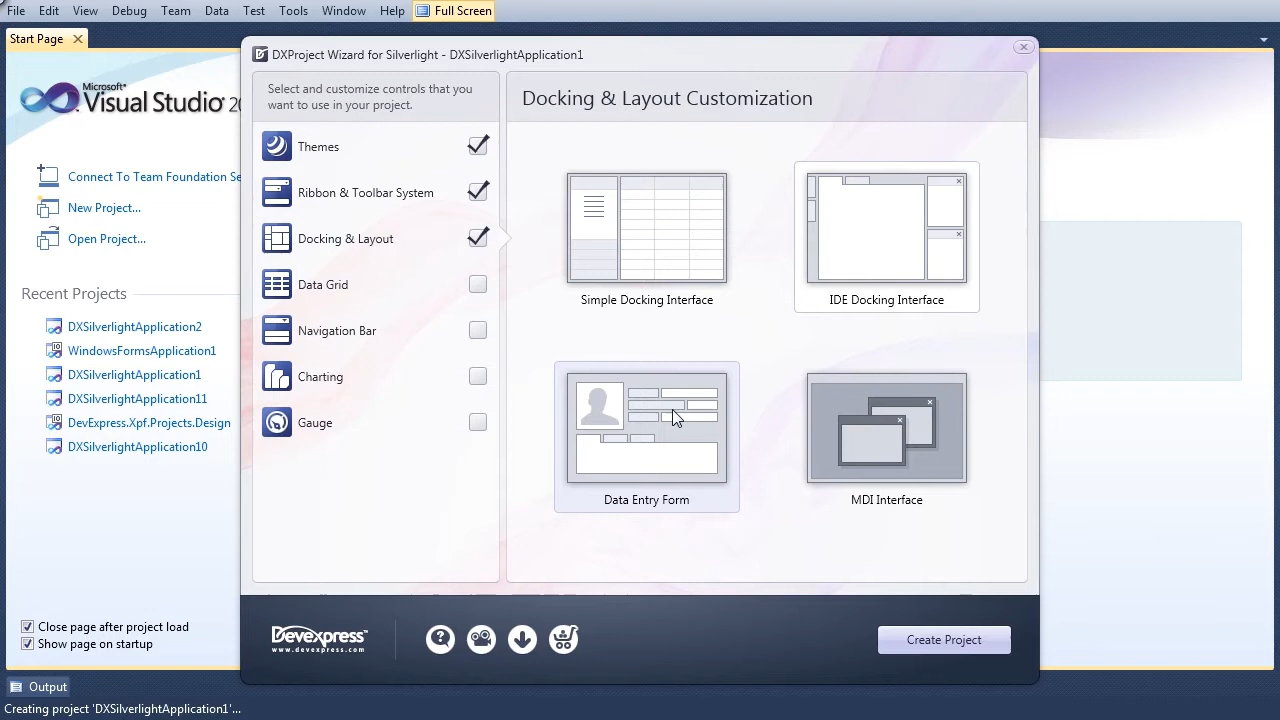 File Edit View Debug Team Data Test Tools Window Help Full Screen
Start Page
DXProject Wizard for Silverlight - DXSilverlightApplication1
Microsoft®
Visual Studio 20
Select and customize controls that you
want to use in your project.
Docking & Layout Customization
Themes
Ribbon & Toolbar System
Docking & Layout
Data Grid
Navigation Bar
Charting
Gauge
Connect To Team Foundation Se
New Project...
Open Project...
Recent Projects
DXSilverlightApplication2
WindowsFormsApplication1
DXSilverlightApplication1
DXSilverlightApplication11
DevExpress.Xpf.Projects.Design
DXSilverlightApplication10
Simple Docking Interface
IDE Docking Interface
Data Entry Form
MDI Interface
Close page after project load
Show page on startup
DevExpress™
www.devexpress.com
Create Project
Output
Creating project 'DXSilverlightApplication1'...